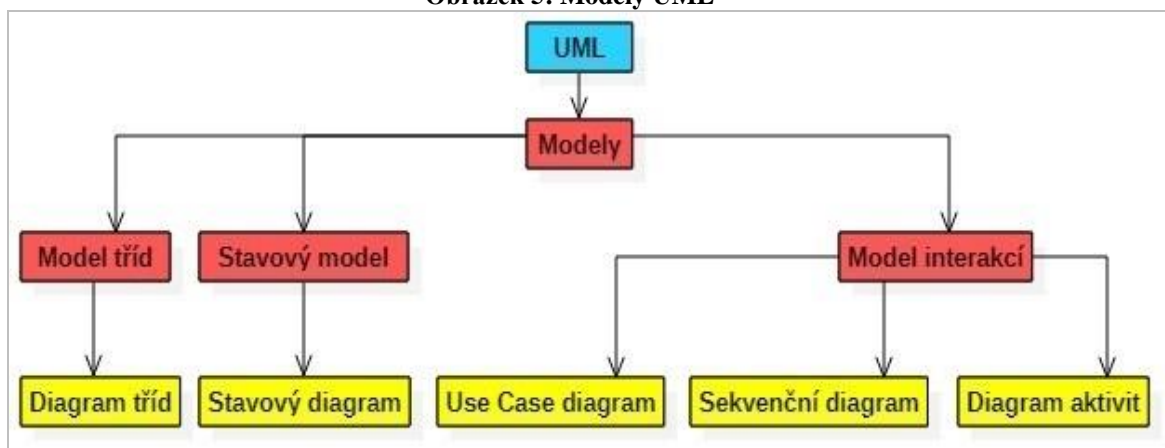 Obrázek 5: Modely UML
UML
Modely
Model tříd
Stavový model
Model interakcí
Diagram tříd
Stavový diagram
Use Case diagram
Sekvenční diagram
Diagram aktivit